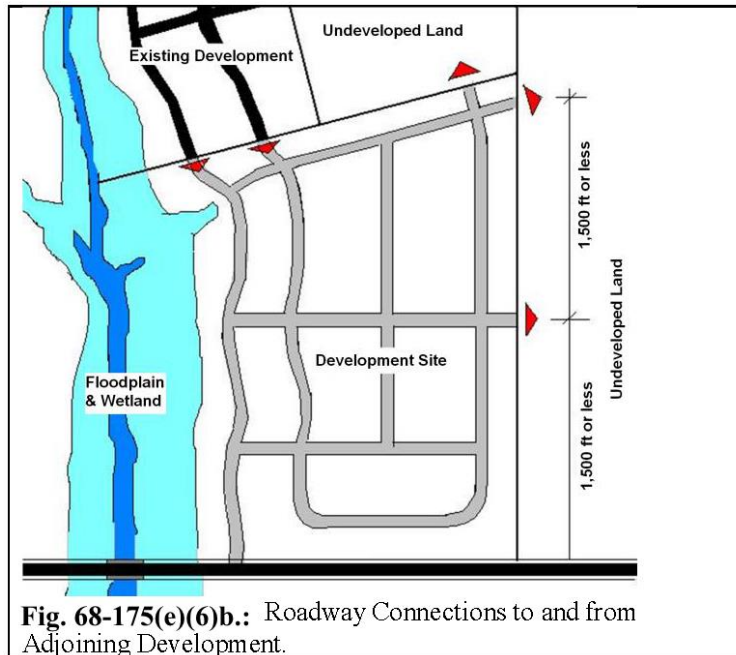 Undeveloped Land
Existing Development
1,500 ft or less
Undeveloped Land
Development Site
Floodplain
& Wetland
1,500 ft or less
Fig. 68-175(e)(6)b.: Roadway Connections to and from
Adjoining Development.